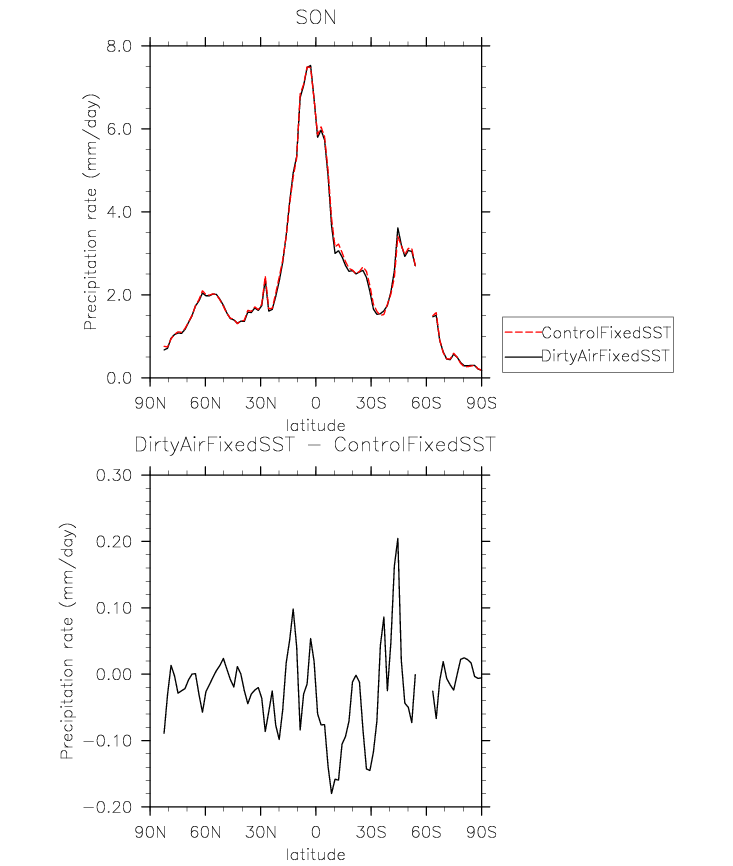 SON
8.0
6.0
4.0
2.0
0.0
Precipitation rate (mm/day)
90N 60N 30N 0 30S 60S 90S
latitude
ControlFixedSST
DirtyAirFixedSST
DirtyAirFixedSST − ControlFixedSST
0.30
0.20
0.10
0.00
−0.10
−0.20
Precipitation rate (mm/day)
90N 60N 30N 0 30S 60S 90S
latitude